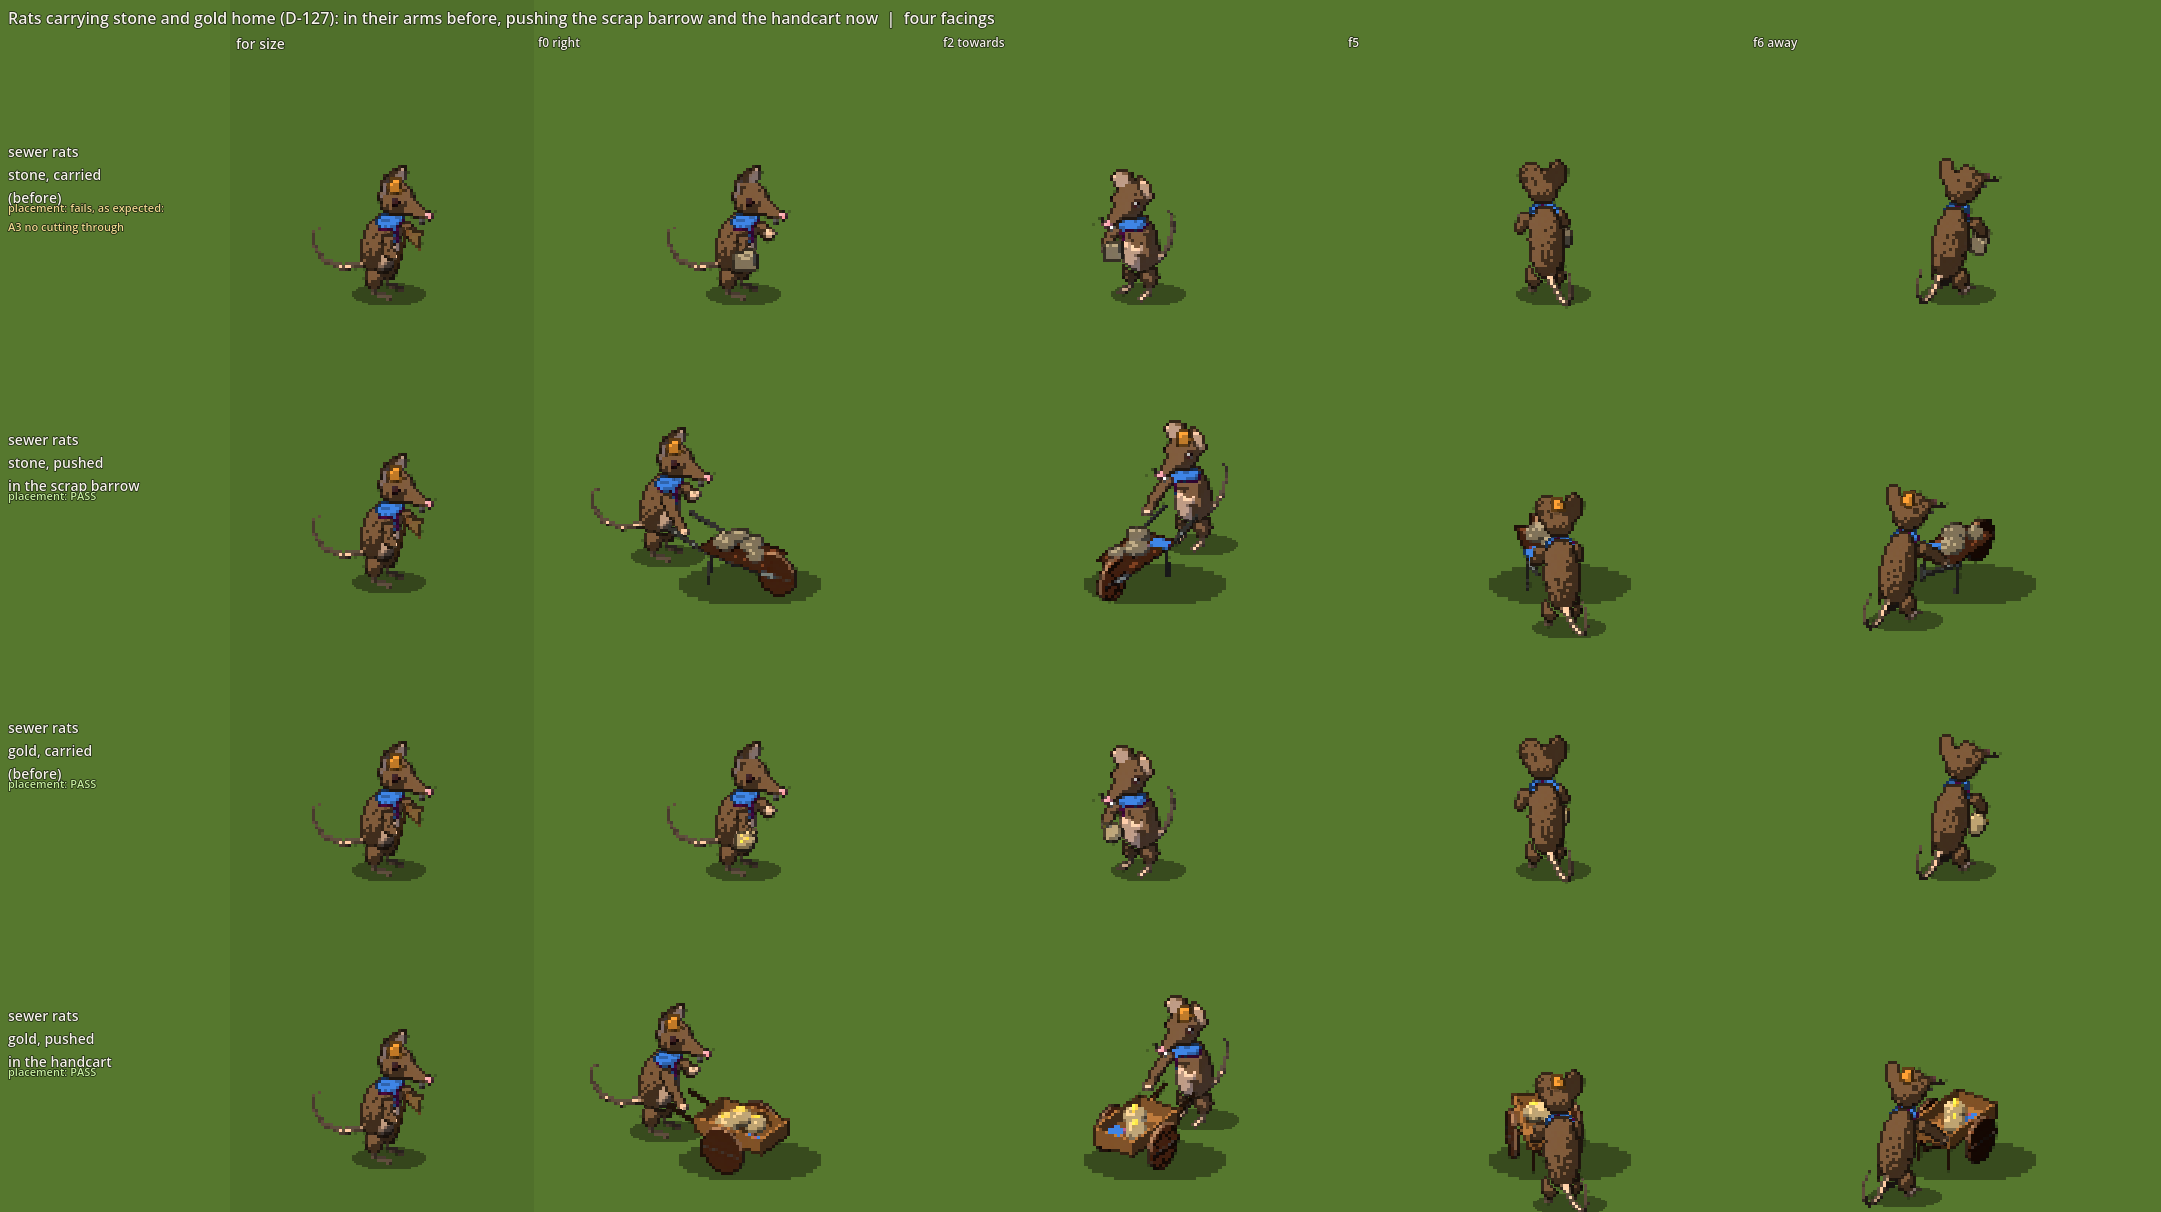 Rats carrying stone and gold home (D-127): in their arms before, pushing the scrap barrow and the handcart now | four facings
for size
f0 right
f2 towards
f5
f6 away
sewer rats
stone, carried
(before)
placement: fails, as expected:
A3 no cutting through
sewer rats
stone, pushed
in the scrap barrow
placement: PASS
sewer rats
gold, carried
(before)
placement: PASS
sewer rats
gold, pushed
in the handcart
placement: PASS